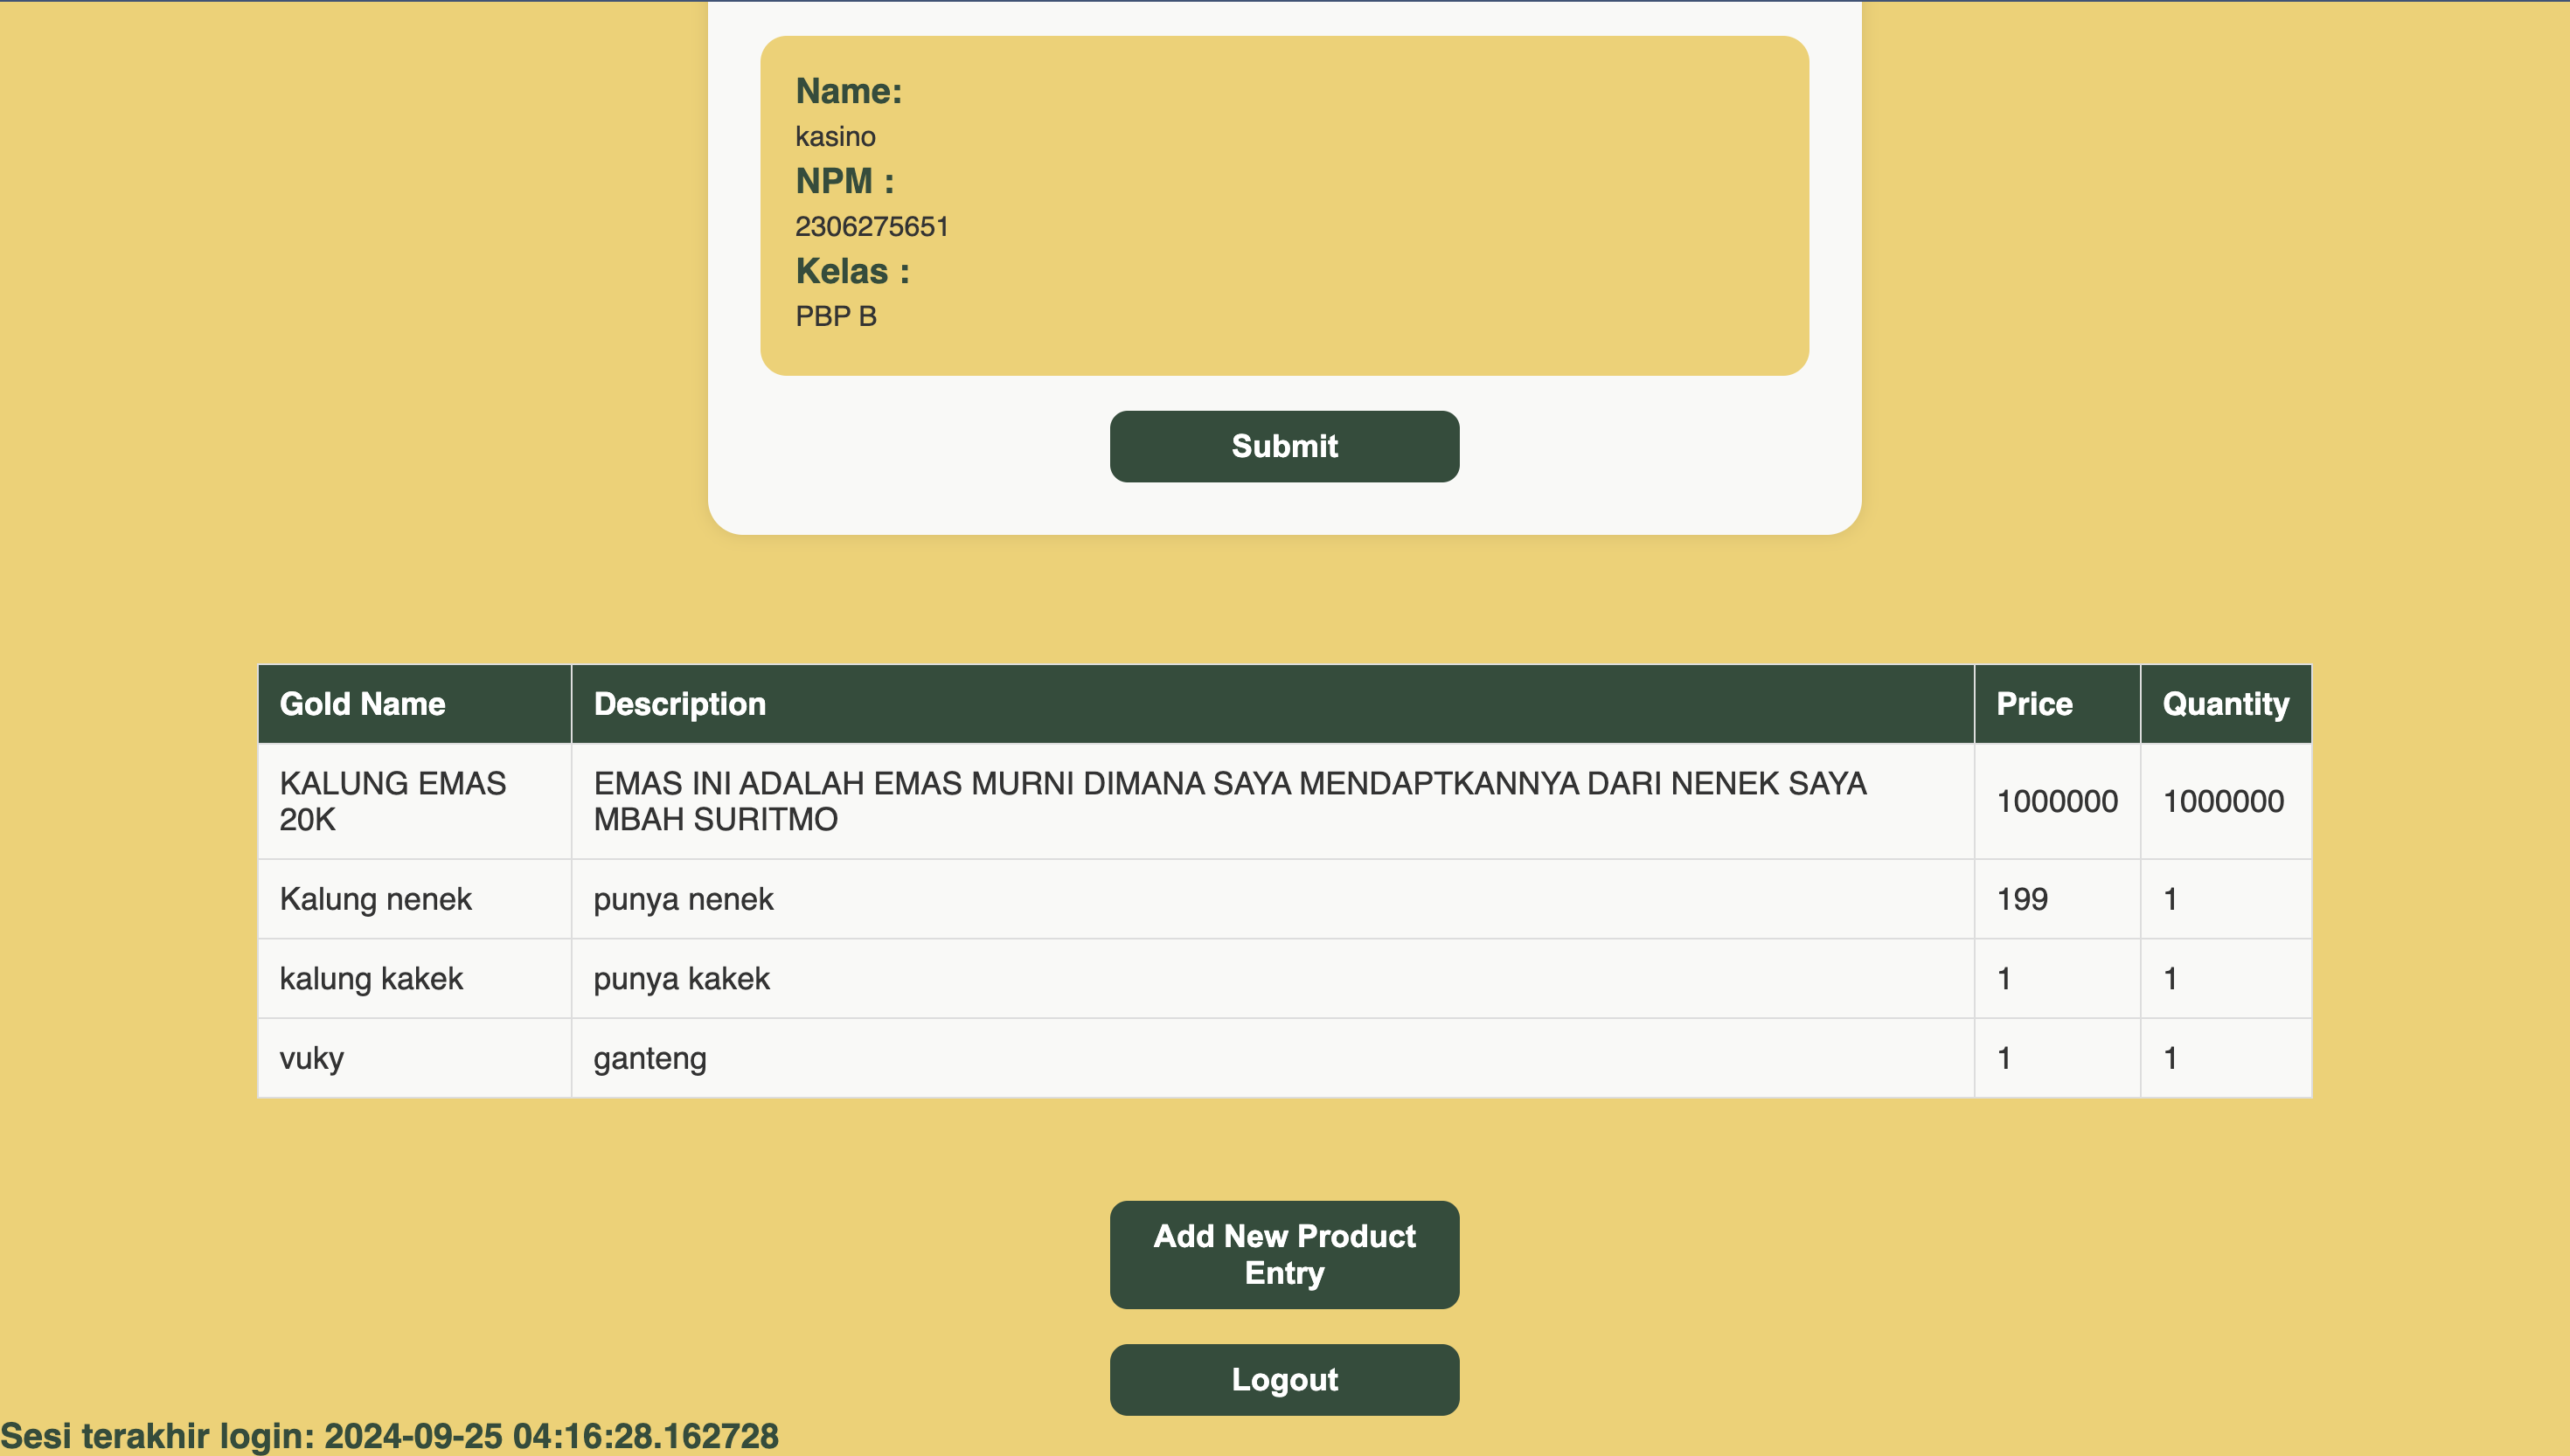 Name:
kasino
NPM :
2306275651
Kelas :
PBP B
Submit
Gold Name Description Price Quantity
KALUNG EMAS 20K EMAS INI ADALAH EMAS MURNI DIMANA SAYA MENDAPTKANNYA DARI NENEK SAYA MBAH SURITMO 1000000 1000000
Kalung nenek punya nenek 199 1
kalung kakek punya kakek 1 1
vuky ganteng 1 1
Add New Product
Entry
Logout
Sesi terakhir login: 2024-09-25 04:16:28.162728